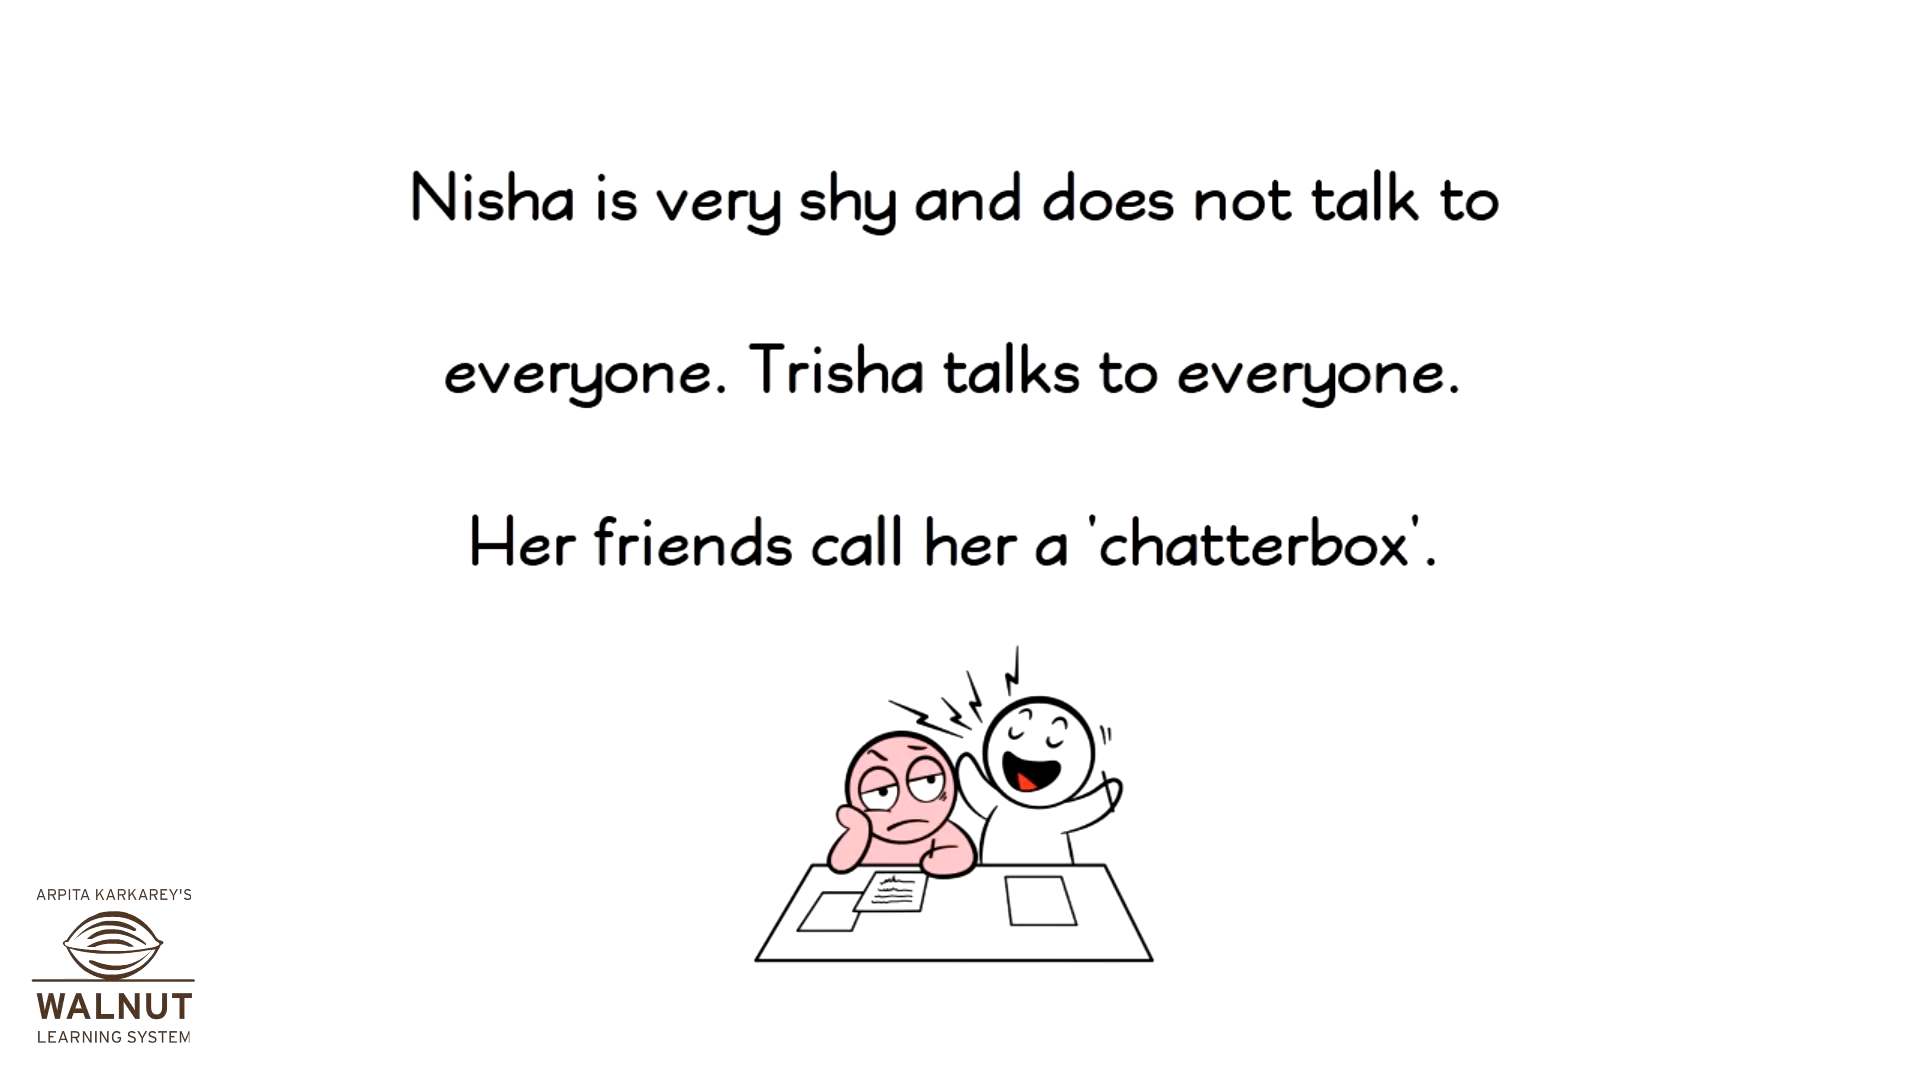 Nisha is very shy and does not talk to
everyone. Trisha talks to everyone.
Her friends call her a 'chatterbox'.
ARPITA KARKAREY'S
WALNUT
LEARNING SYSTEM